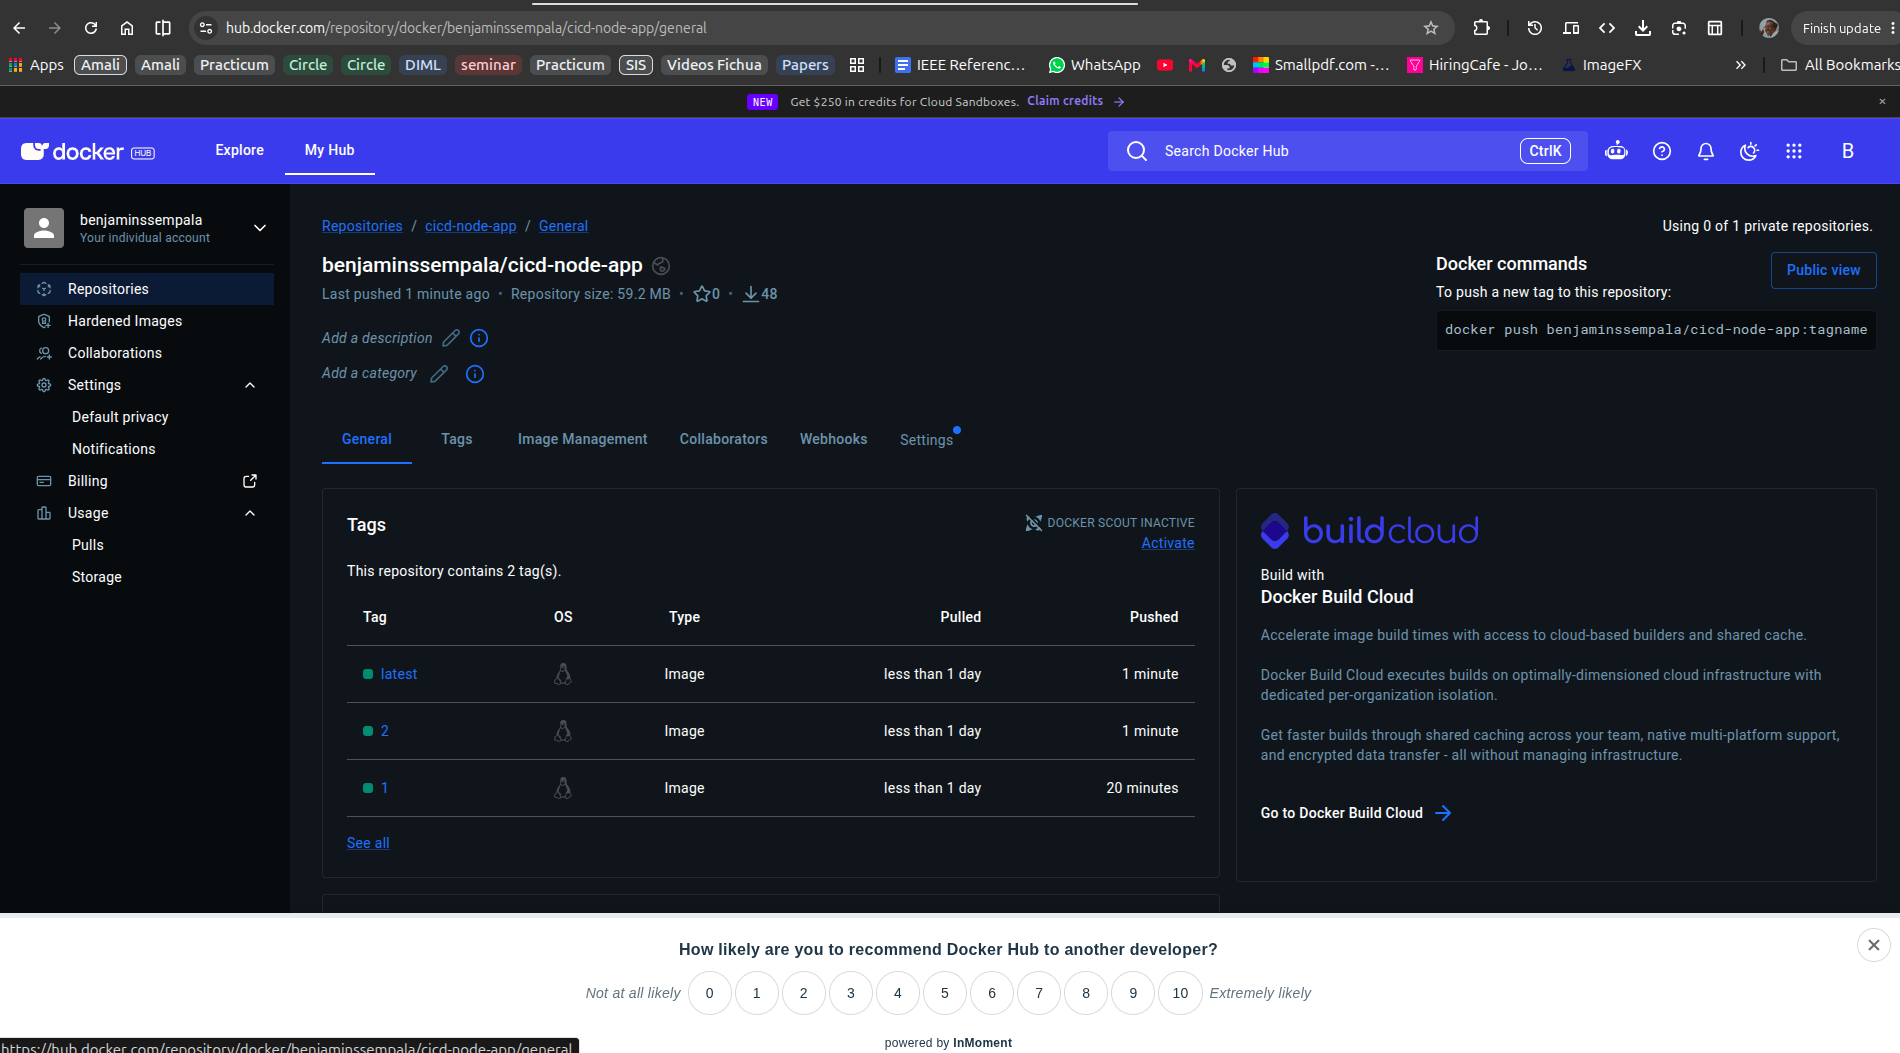 hub.docker.com/repository/docker/benjaminssempala/cicd-node-app/general
Finish update
Apps Amali Amali Practicum Circle Circle DIML seminar Practicum SIS Videos Fichua Papers IEEE Referenc... WhatsApp Smallpdf.com -... HiringCafe - Jo... ImageFX » All Bookmarks
NEW Get $250 in credits for Cloud Sandboxes. Claim credits →
docker HUB Explore My Hub Search Docker Hub CtrlK B
benjaminssempala
Your individual account
Repositories
Hardened Images
Collaborations
Settings
Default privacy
Notifications
Billing
Usage
Pulls
Storage
Repositories / cicd-node-app / General
Using 0 of 1 private repositories.
benjaminssempala/cicd-node-app
Last pushed 1 minute ago • Repository size: 59.2 MB • 0 • 48
Add a description
Add a category
Docker commands
Public view
To push a new tag to this repository:
docker push benjaminssempala/cicd-node-app:tagname
General Tags Image Management Collaborators Webhooks Settings
Tags
DOCKER SCOUT INACTIVE
Activate
This repository contains 2 tag(s).
Tag OS Type Pulled Pushed
latest Image less than 1 day 1 minute
2 Image less than 1 day 1 minute
1 Image less than 1 day 20 minutes
See all
buildcloud
Build with
Docker Build Cloud
Accelerate image build times with access to cloud-based builders and shared cache.
Docker Build Cloud executes builds on optimally-dimensioned cloud infrastructure with
dedicated per-organization isolation.
Get faster builds through shared caching across your team, native multi-platform support,
and encrypted data transfer - all without managing infrastructure.
Go to Docker Build Cloud →
How likely are you to recommend Docker Hub to another developer?
Not at all likely 0 1 2 3 4 5 6 7 8 9 10 Extremely likely
powered by InMoment
https://hub.docker.com/repository/docker/benjaminssempala/cicd-node-app/general